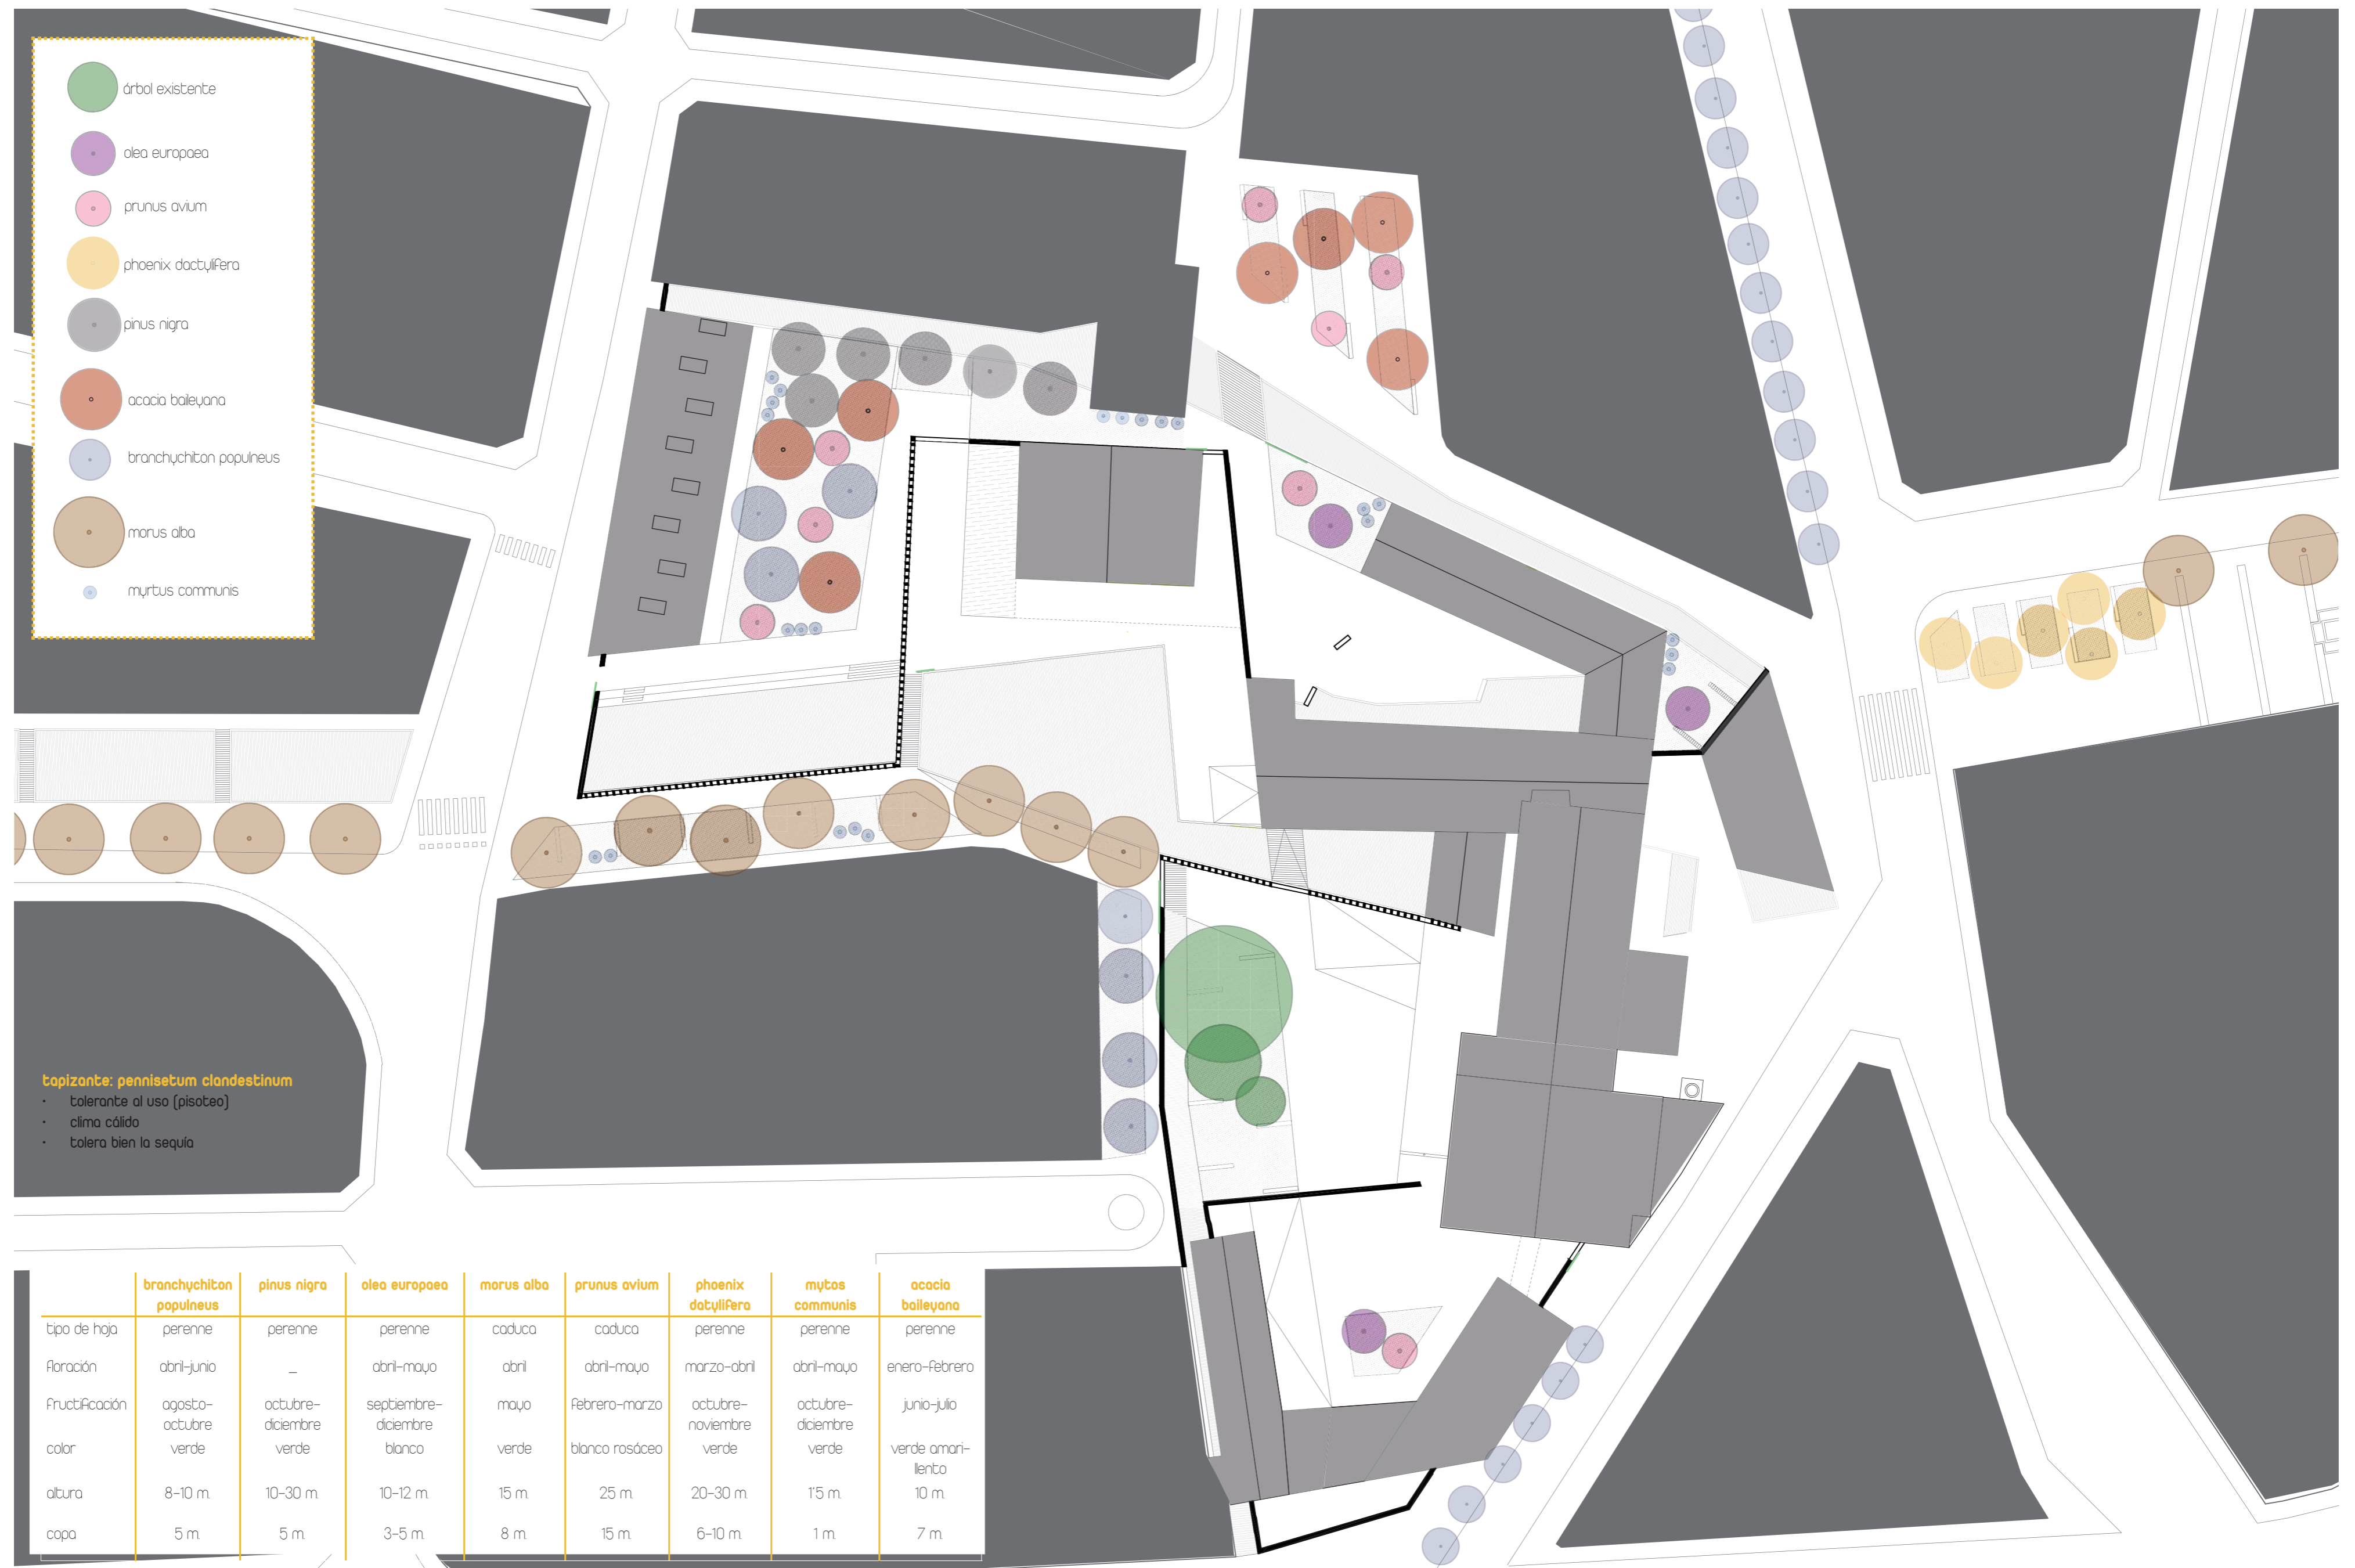 árbol existente
olea europaea
prunus avium
phoenix dactylifera
pinus nigra
acacia baileyana
branchychiton populneus
morus alba
myrtus communis
tapizante: pennisetum clandestinum
• tolerante al uso (pisoteo)
• clima cálido
• tolera bien la sequía
branchychiton populneus pinus nigra olea europaea morus alba prunus avium phoenix datylifera mytos communis acacia baileyana
tipo de hoja perenne perenne perenne caduca caduca perenne perenne perenne
floración abril-junio _ abril-mayo abril abril-mayo marzo-abril abril-mayo enero-febrero
fructificación agosto-octubre octubre-diciembre septiembre-diciembre mayo febrero-marzo octubre-noviembre octubre-diciembre junio-julio
color verde verde blanco verde blanco rosáceo verde verde verde amari-llento
altura 8-10 m. 10-30 m. 10-12 m. 15 m. 25 m. 20-30 m. 1'5 m. 10 m.
copa 5 m. 5 m. 3-5 m. 8 m. 15 m. 6-10 m. 1 m. 7 m.